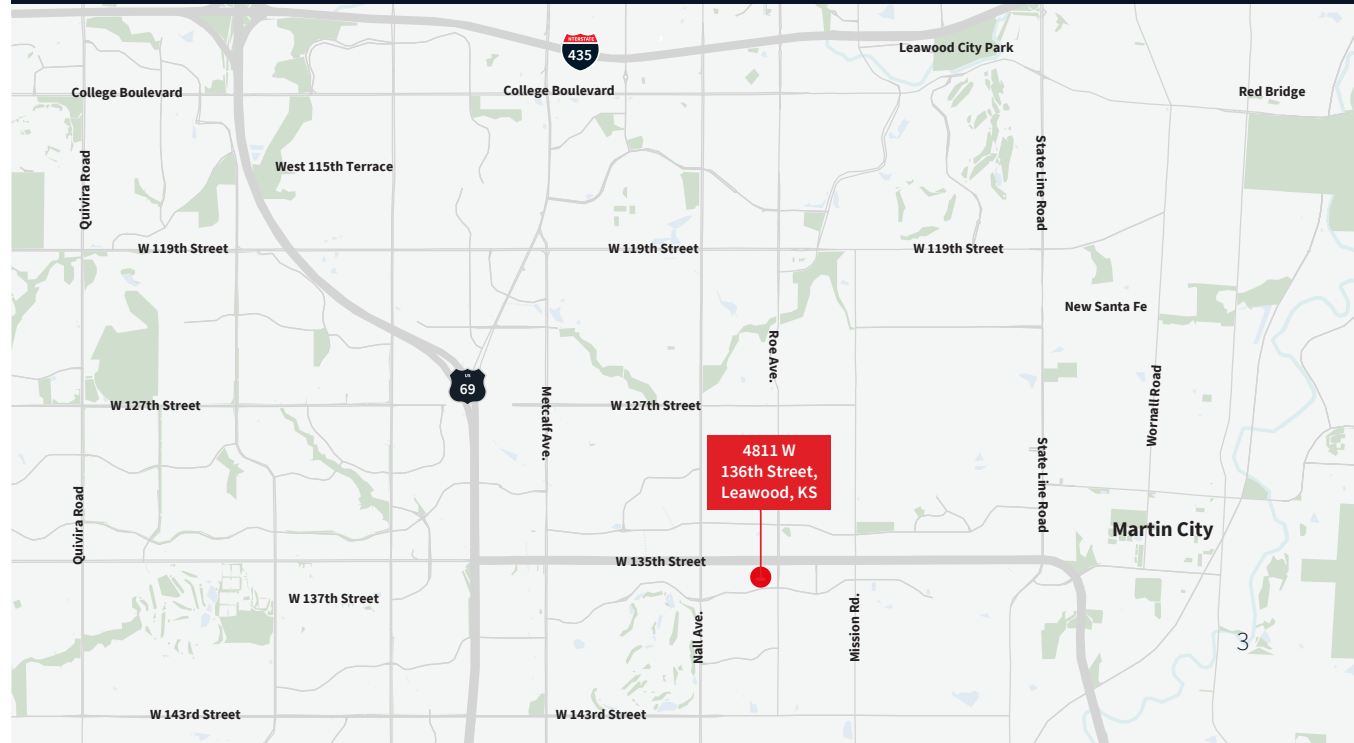 Leawood City Park
INTERSTATE
435
College Boulevard
College Boulevard
Red Bridge
Quivira Road
West 115th Terrace
State Line Road
W 119th Street
W 119th Street
W 119th Street
New Santa Fe
Roe Ave.
US
69
W 127th Street
Metcalf Ave.
W 127th Street
Wornall Road
4811 W
136th Street,
Leawood, KS
State Line Road
Quivira Road
Martin City
W 135th Street
W 137th Street
Nall Ave.
Mission Rd.
3
W 143rd Street
W 143rd Street